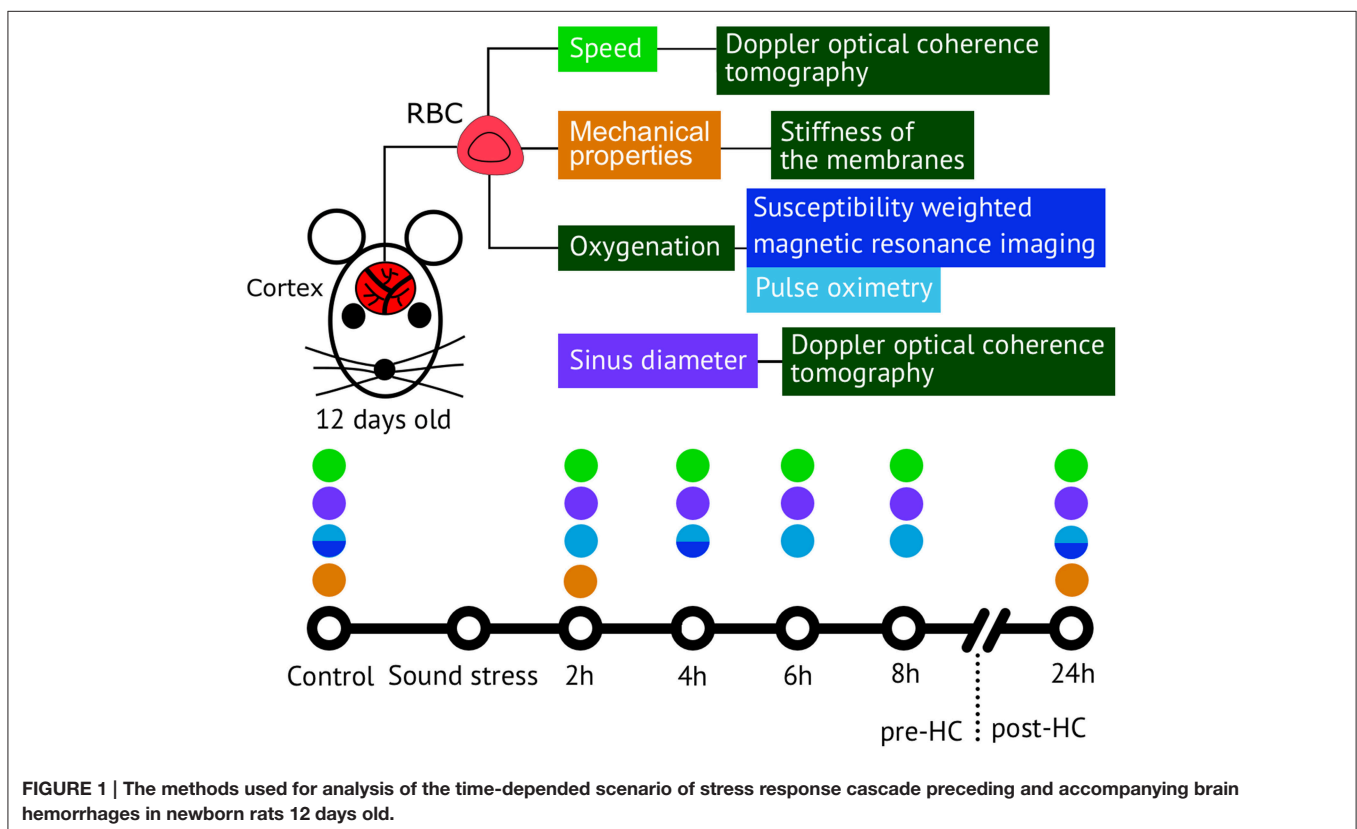 Speed
Doppler optical coherence
tomography
RBC
Mechanical
properties
Stiffness of
the membranes
Oxygenation
Susceptibility weighted
magnetic resonance imaging
Pulse oximetry
Cortex
Sinus diameter
Doppler optical coherence
tomography
12 days old
Control
Sound stress
2h
4h
6h
8h
24h
pre-HC
post-HC
FIGURE 1 | The methods used for analysis of the time-depended scenario of stress response cascade preceding and accompanying brain
hemorrhages in newborn rats 12 days old.